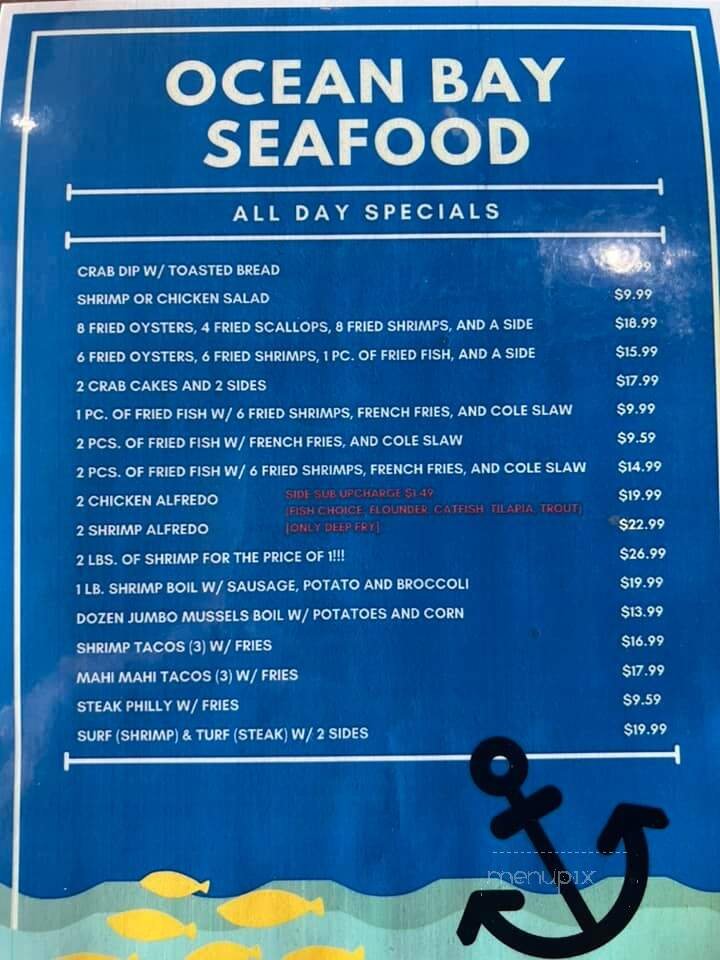 OCEAN BAY
SEAFOOD
ALL DAY SPECIALS
CRAB DIP W/ TOASTED BREAD
SHRIMP OR CHICKEN SALAD $9.99
8 FRIED OYSTERS, 4 FRIED SCALLOPS, 8 FRIED SHRIMPS, AND A SIDE $18.99
6 FRIED OYSTERS, 6 FRIED SHRIMPS, 1 PC. OF FRIED FISH, AND A SIDE $15.99
2 CRAB CAKES AND 2 SIDES $17.99
1 PC. OF FRIED FISH W/ 6 FRIED SHRIMPS, FRENCH FRIES, AND COLE SLAW $9.99
2 PCS. OF FRIED FISH W/ FRENCH FRIES, AND COLE SLAW $9.59
2 PCS. OF FRIED FISH W/ 6 FRIED SHRIMPS, FRENCH FRIES, AND COLE SLAW $14.99
SIDE SUB UPCHARGE $1.49
2 CHICKEN ALFREDO $19.99
[FISH CHOICE, FLOUNDER, CATFISH, TILAPIA, TROUT]
2 SHRIMP ALFREDO [ONLY DEEP FRY] $22.99
2 LBS. OF SHRIMP FOR THE PRICE OF 1!!! $26.99
1 LB. SHRIMP BOIL W/ SAUSAGE, POTATO AND BROCCOLI $19.99
DOZEN JUMBO MUSSELS BOIL W/ POTATOES AND CORN $13.99
SHRIMP TACOS (3) W/ FRIES $16.99
MAHI MAHI TACOS (3) W/ FRIES $17.99
STEAK PHILLY W/ FRIES $9.59
SURF (SHRIMP) & TURF (STEAK) W/ 2 SIDES $19.99
menupix